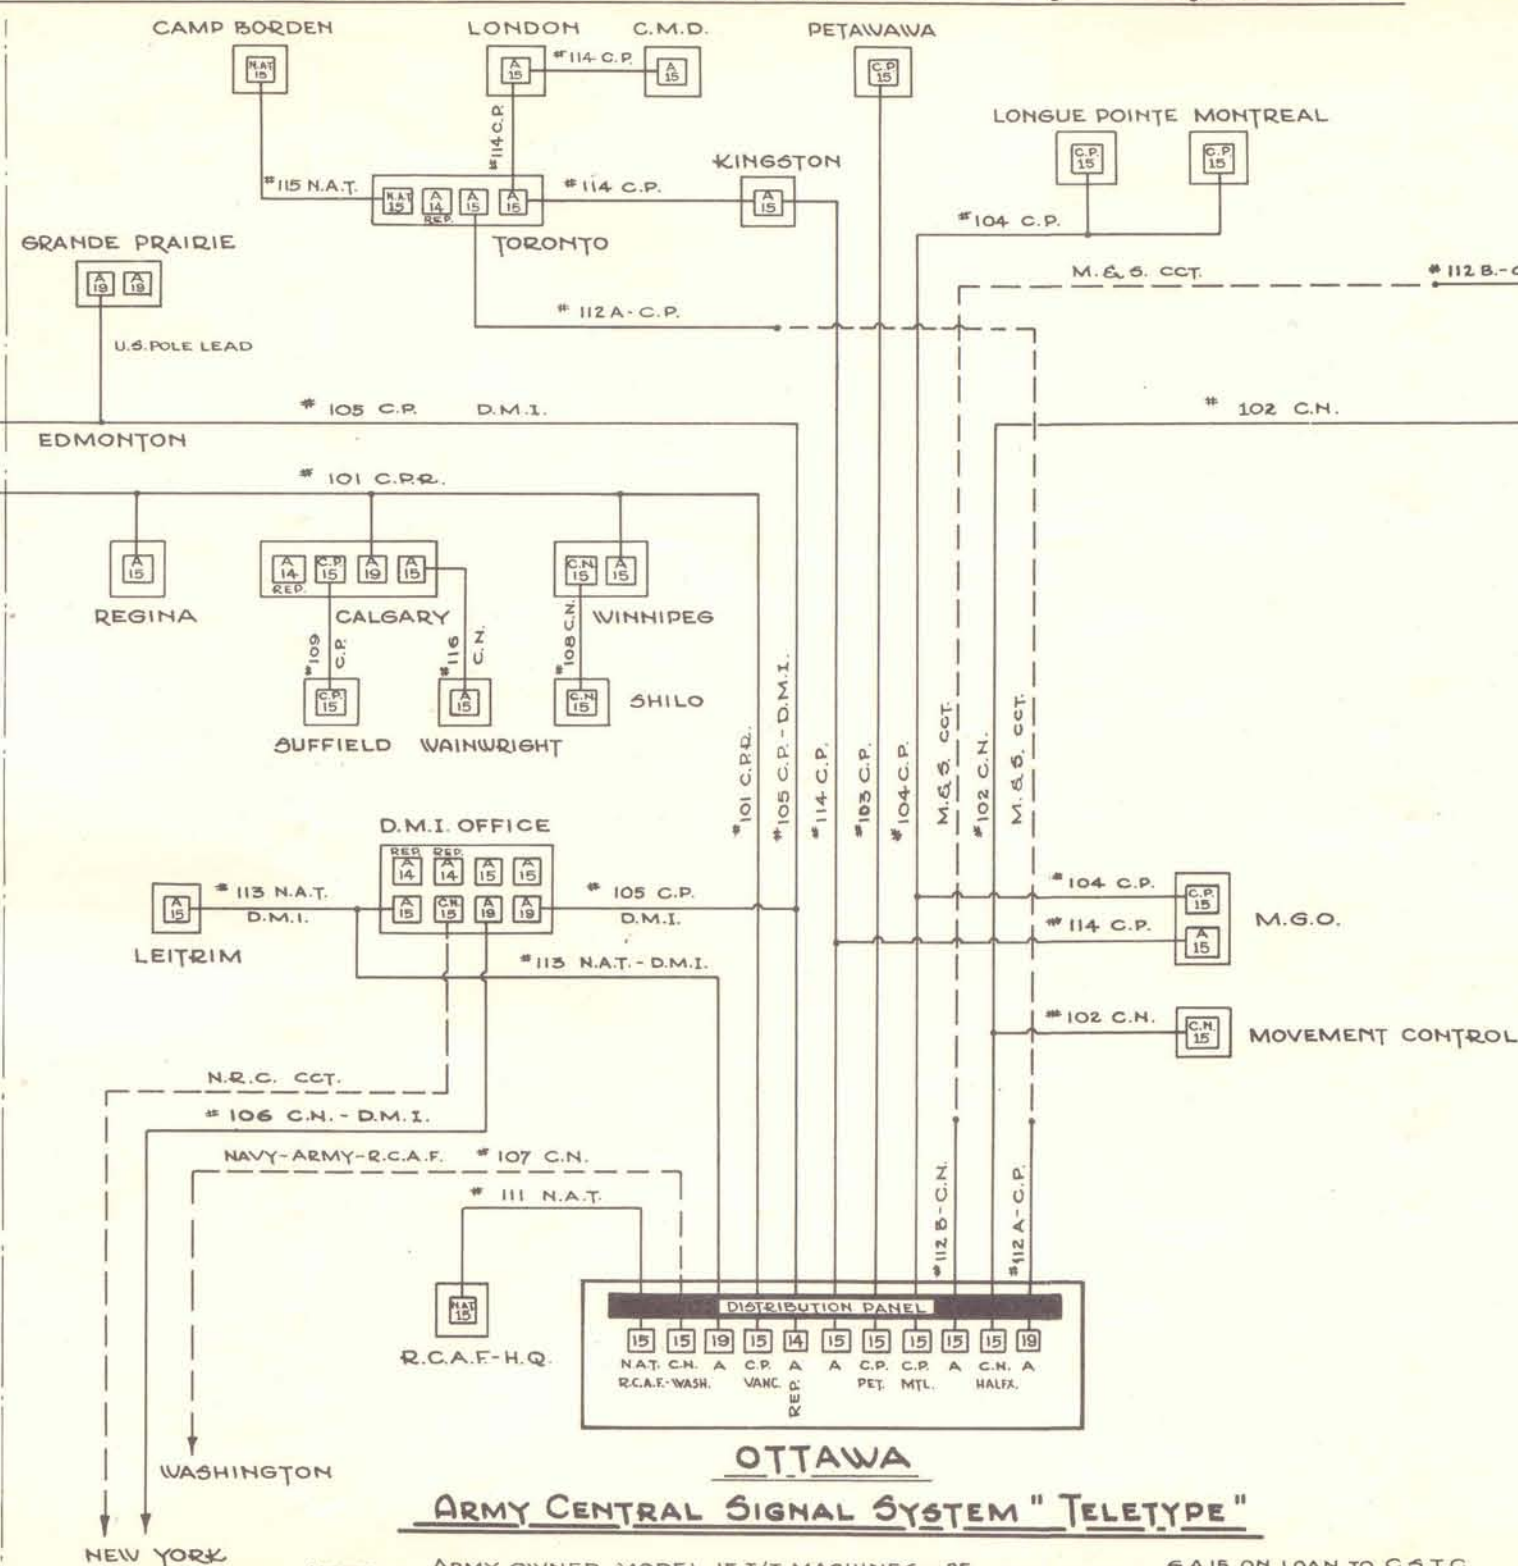 CAMP BORDEN
LONDON
C.M.D.
PETAWAWA
N.AT. 15
A 15
#114 C.P.
A 15
C.P. 15
LONGUE POINTE MONTREAL
C.P. 15
C.P. 15
#114 C.P.
KINGSTON
#115 N.A.T.
N.A.T. 15
A 14
REP.
A 15
A 15
#114 C.P.
A 15
#104 C.P.
TORONTO
GRANDE PRAIRIE
A 19
A 19
M. & S. CCT.
#112 B.-C
# 112 A - C.P.
U.S. POLE LEAD
# 105 C.P. D.M.I.
# 102 C.N.
EDMONTON
# 101 C.P.R.
A 15
A 14
REP.
C.P. 15
A 19
A 15
C.N. 15
A 15
REGINA
CALGARY
WINNIPEG
#109 C.P.
#116 C.N.
#108 C.N.
C.P. 15
A 15
C.N. 15
SHILO
SUFFIELD
WAINWRIGHT
#101 C.P.R.
#105 C.P. - D.M.I.
#114 C.P.
#103 C.P.
#104 C.P.
M. & S. CCT.
#102 C.N.
M. & S. CCT.
D.M.I. OFFICE
REP. REP.
A 14
A 14
A 15
A 15
A 15
C.N. 15
A 19
A 19
A 15
#113 N.A.T.
D.M.I.
LEITRIM
# 105 C.P.
D.M.I.
#113 N.A.T. - D.M.I.
#104 C.P.
C.P. 15
#114 C.P.
A 15
M.G.O.
#102 C.N.
C.N. 15
MOVEMENT CONTROL
N.R.C. CCT.
# 106 C.N. - D.M.I.
NAVY-ARMY-R.C.A.F. # 107 C.N.
# 111 N.A.T.
#112 B - C.N.
#112 A - C.P.
N.A.T. 15
R.C.A.F.-H.Q.
DISTRIBUTION PANEL
15 15 19 15 14 15 15 15 15 15 19
N.A.T. C.N. A C.P. A A C.P. C.P. A C.N. A
R.C.A.F.-WASH. VANC. REP. PET. MTL. HALFX.
OTTAWA
WASHINGTON
ARMY CENTRAL SIGNAL SYSTEM "TELETYPE"
NEW YORK